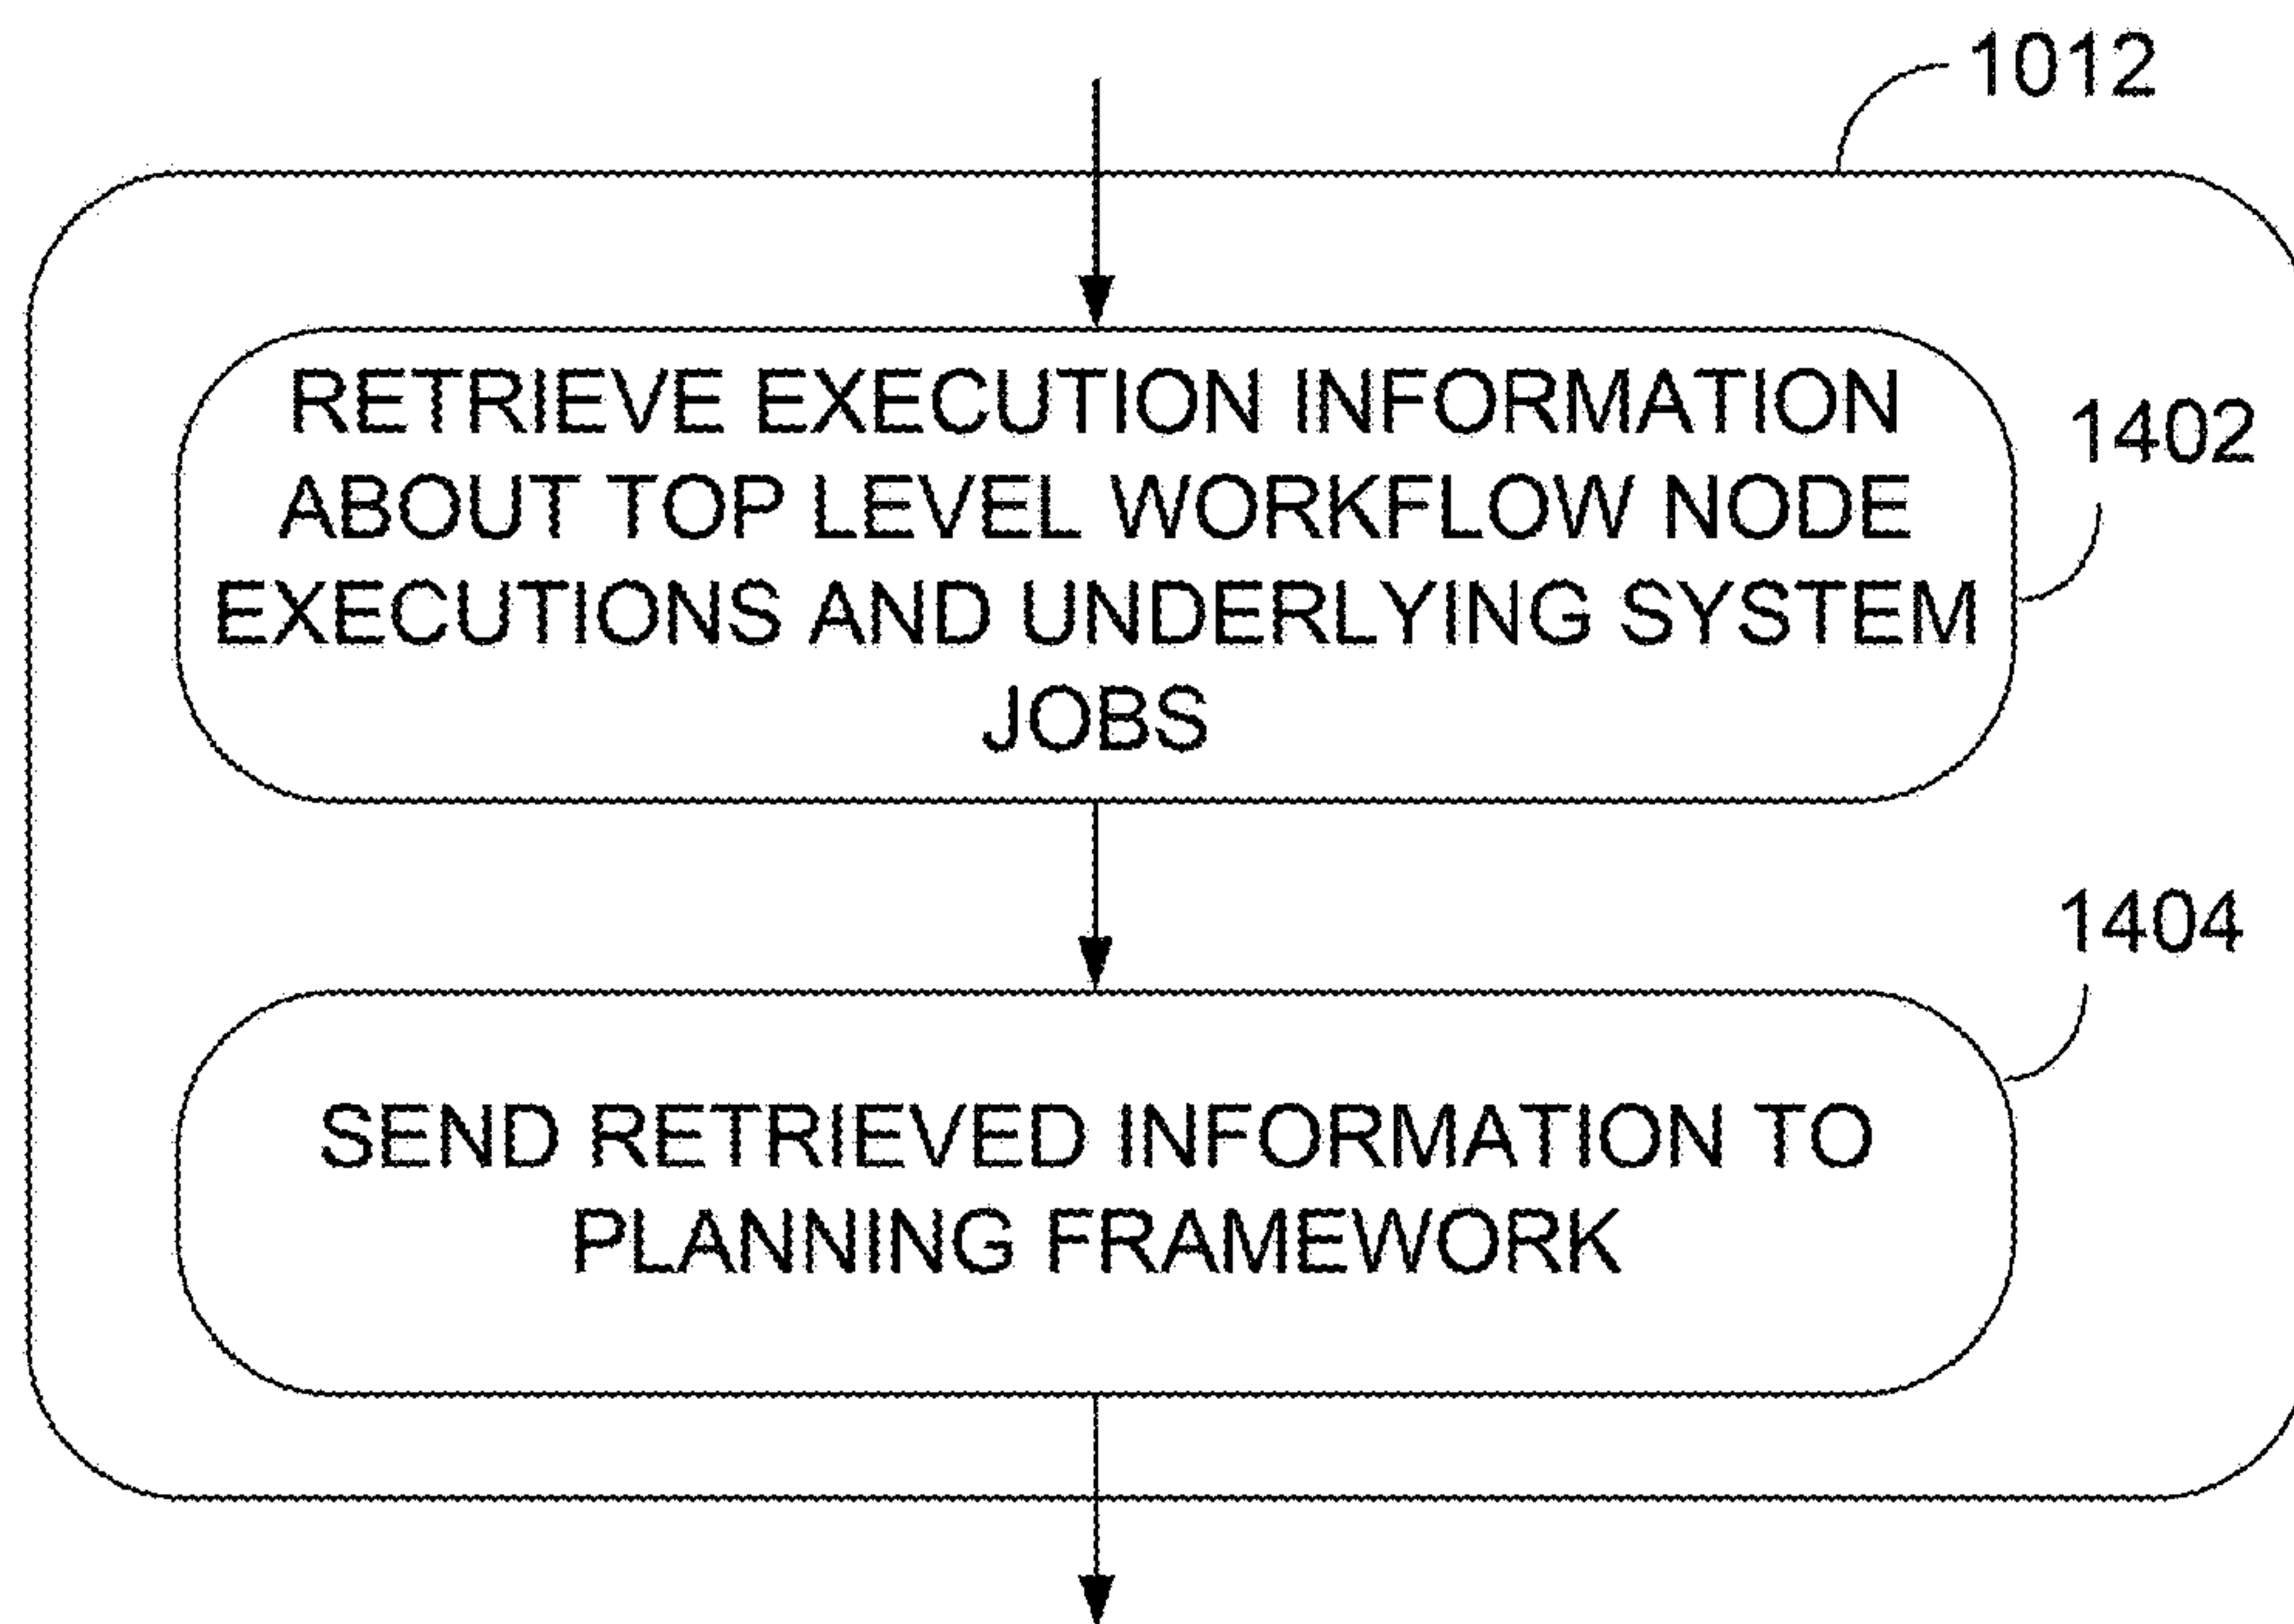 1012
RETRIEVE EXECUTION INFORMATION
ABOUT TOP LEVEL WORKFLOW NODE
EXECUTIONS AND UNDERLYING SYSTEM
JOBS
1402
1404
SEND RETRIEVED INFORMATION TO
PLANNING FRAMEWORK